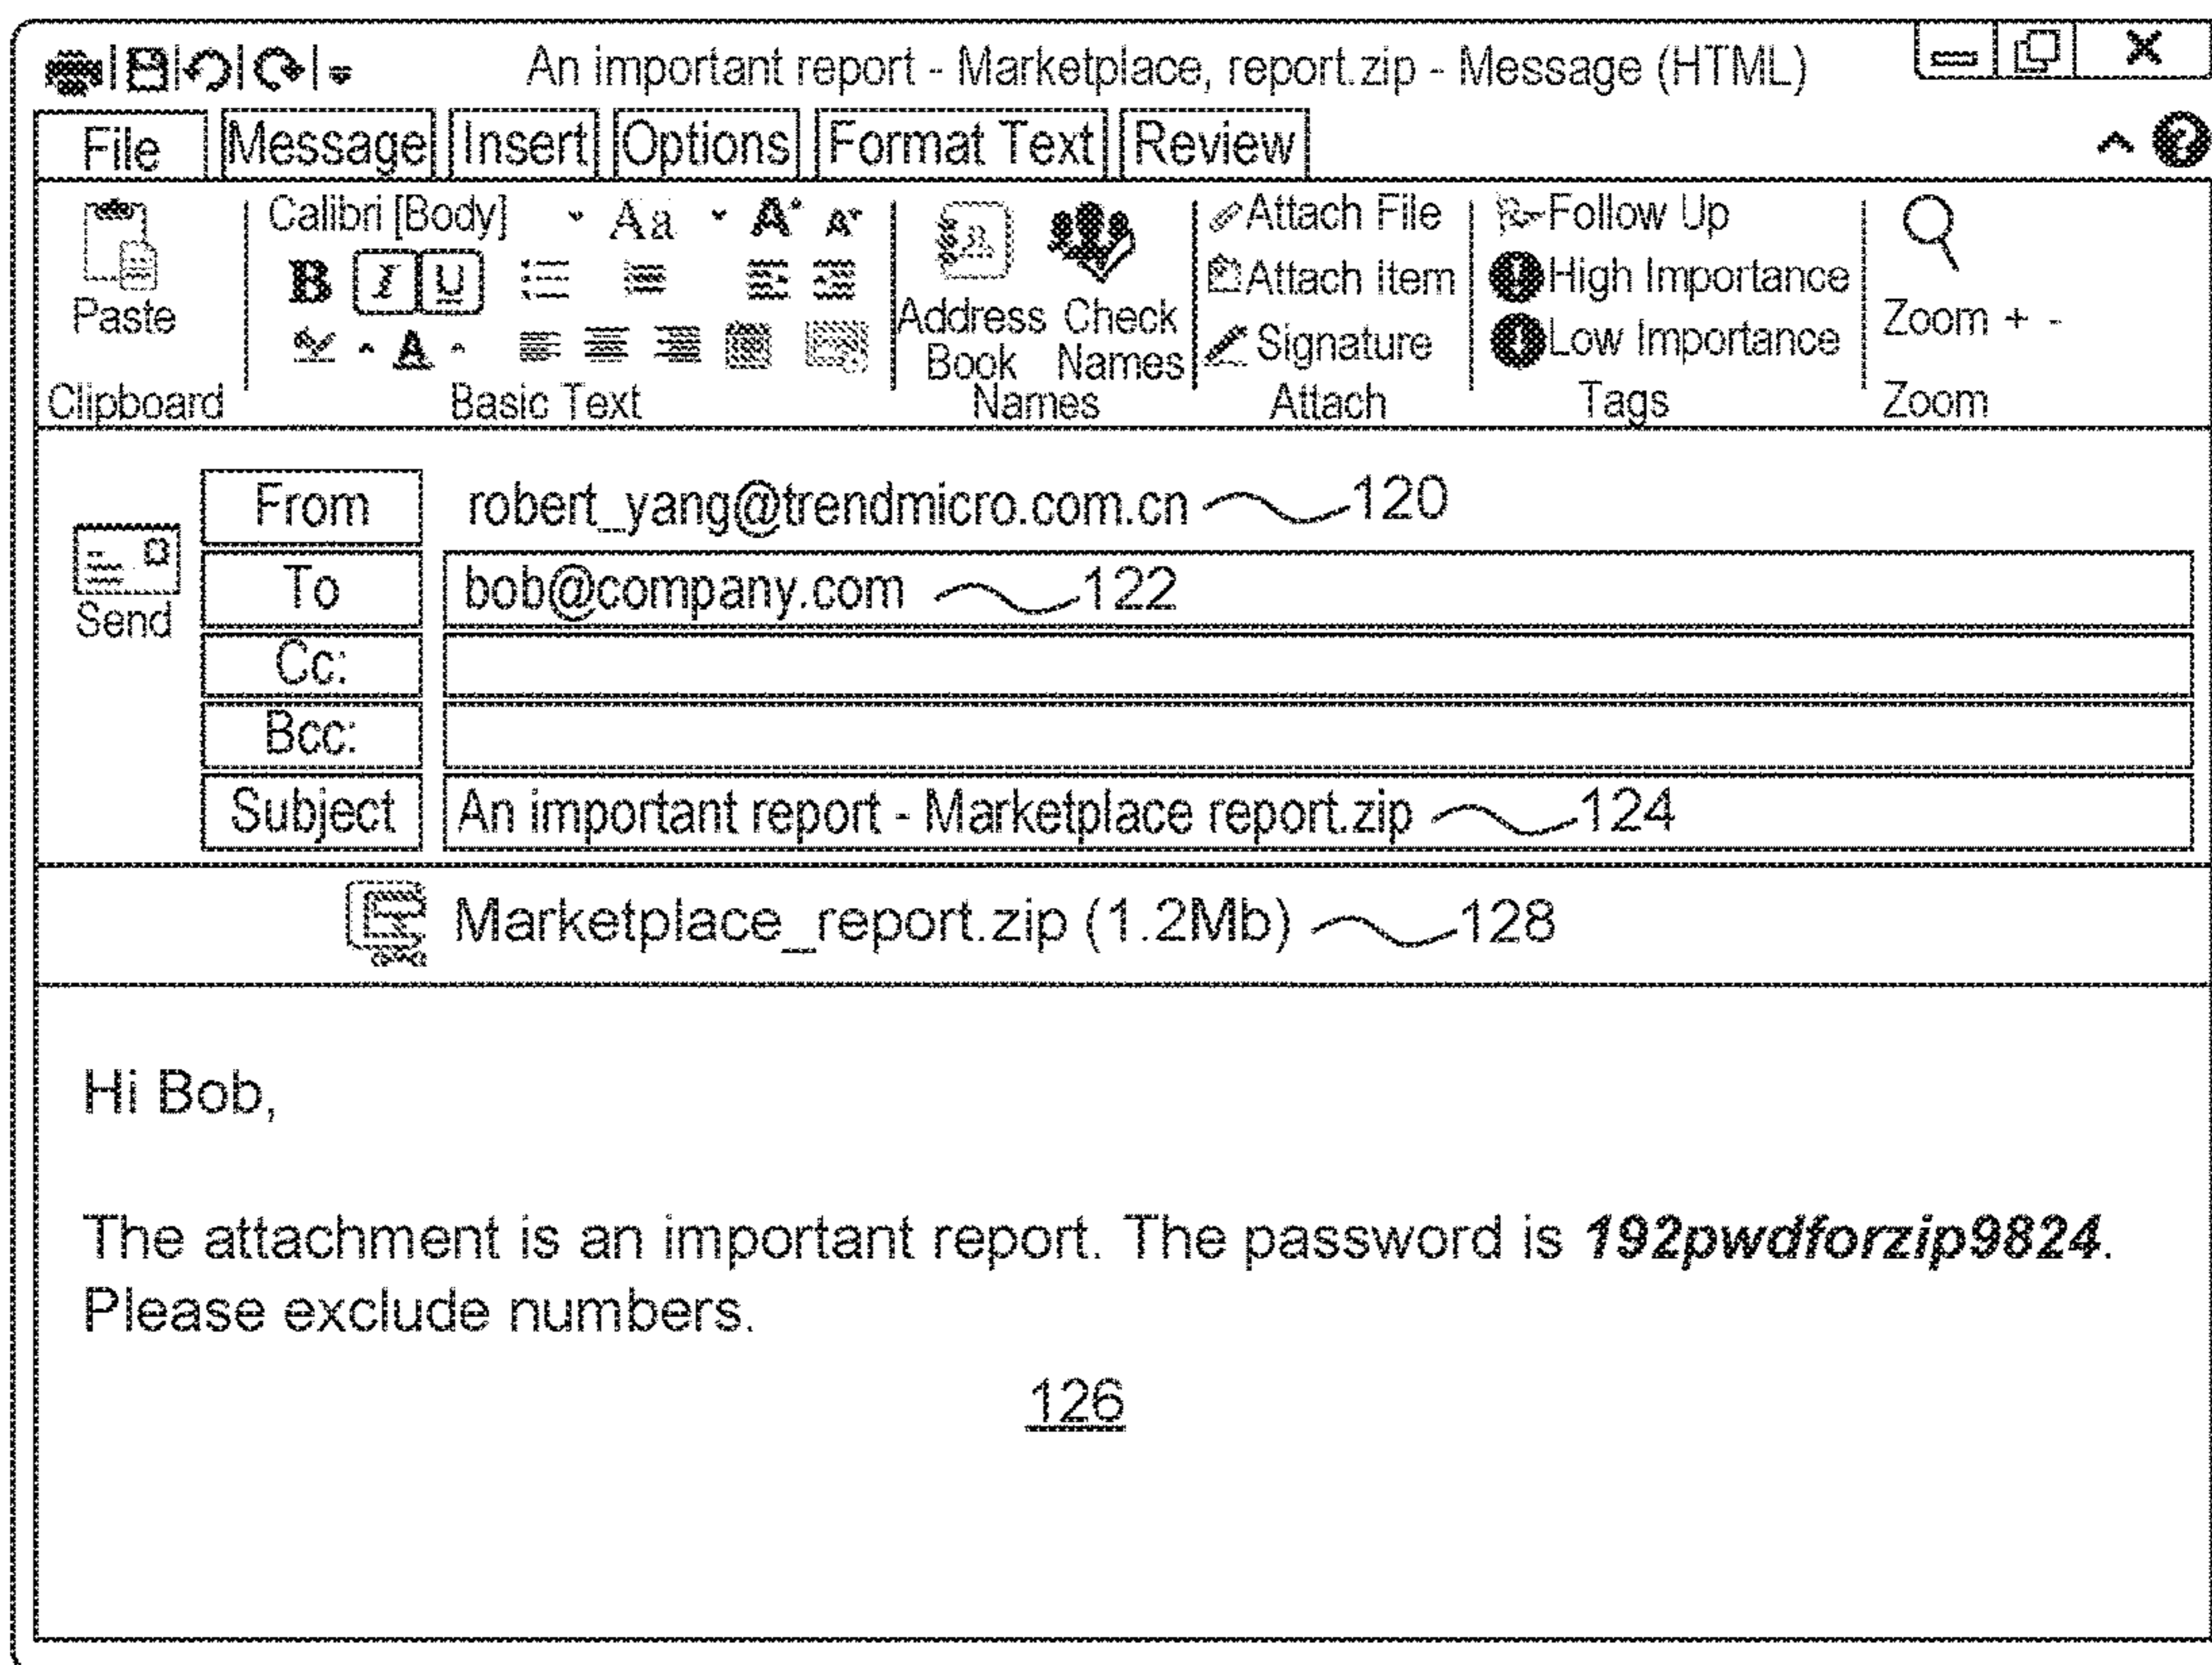 An important report - Marketplace, report.zip - Message (HTML)
File Message Insert Options Format Text Review
Calibri [Body] Aa A A Attach File Follow Up
B I U Attach Item High Importance
Paste Address Check Signature Low Importance Zoom + -
A Book Names
Clipboard Basic Text Names Attach Tags Zoom
From robert_yang@trendmicro.com.cn 120
To bob@company.com 122
Send
Cc:
Bcc:
Subject An important report - Marketplace report.zip 124
Marketplace_report.zip (1.2Mb) 128
Hi Bob,
The attachment is an important report. The password is 192pwdforzip9824.
Please exclude numbers.
126